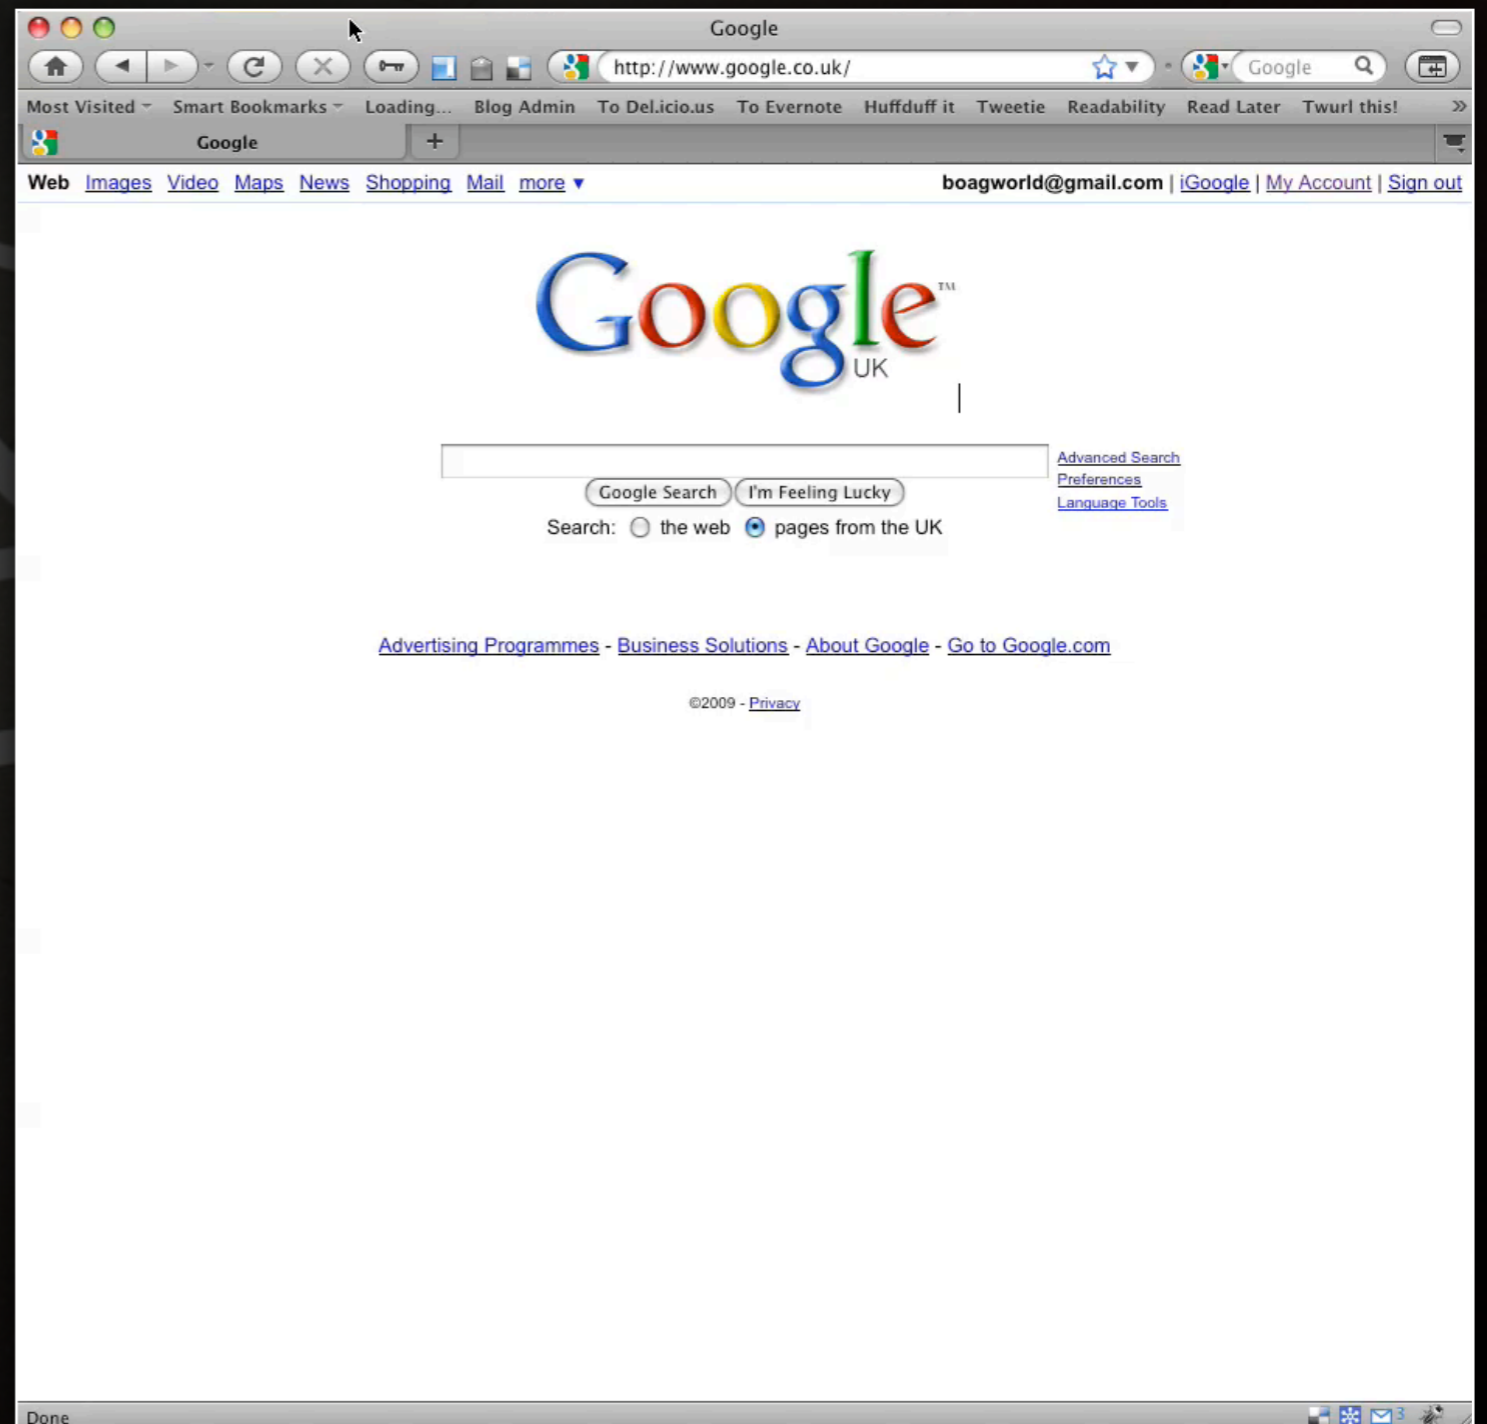 Google
http://www.google.co.uk/ Google
Most Visited Smart Bookmarks Loading... Blog Admin To Del.icio.us To Evernote Huffduff it Tweetie Readability Read Later Twurl this! »
Google +
Web Images Video Maps News Shopping Mail more ▼ boagworld@gmail.com | iGoogle | My Account | Sign out
Google™
UK
Advanced Search
Google Search I'm Feeling Lucky Preferences
Language Tools
Search: the web pages from the UK
Advertising Programmes - Business Solutions - About Google - Go to Google.com
©2009 - Privacy
Done 3